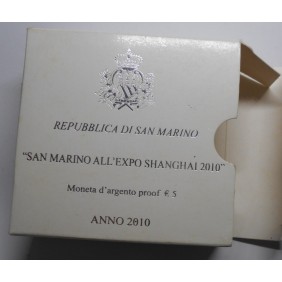 REPUBBLICA DI SAN MARINO
"SAN MARINO ALL'EXPO SHANGHAI 2010"
Moneta d'argento proof € 5
ANNO 2010